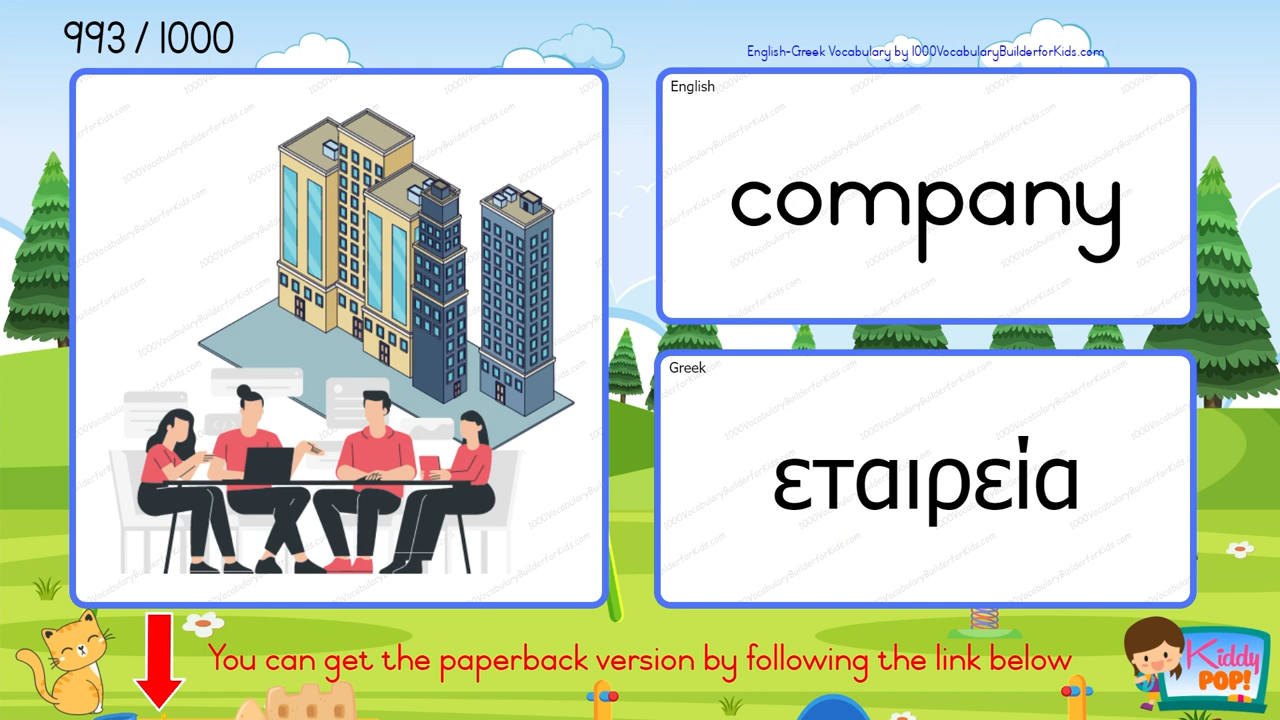 993 / 1000
English-Greek Vocabulary by 1000VocabularyBuilderforKids.com
English
company
Greek
εταιρεία
You can get the paperback version by following the link below
Kiddy
POP!